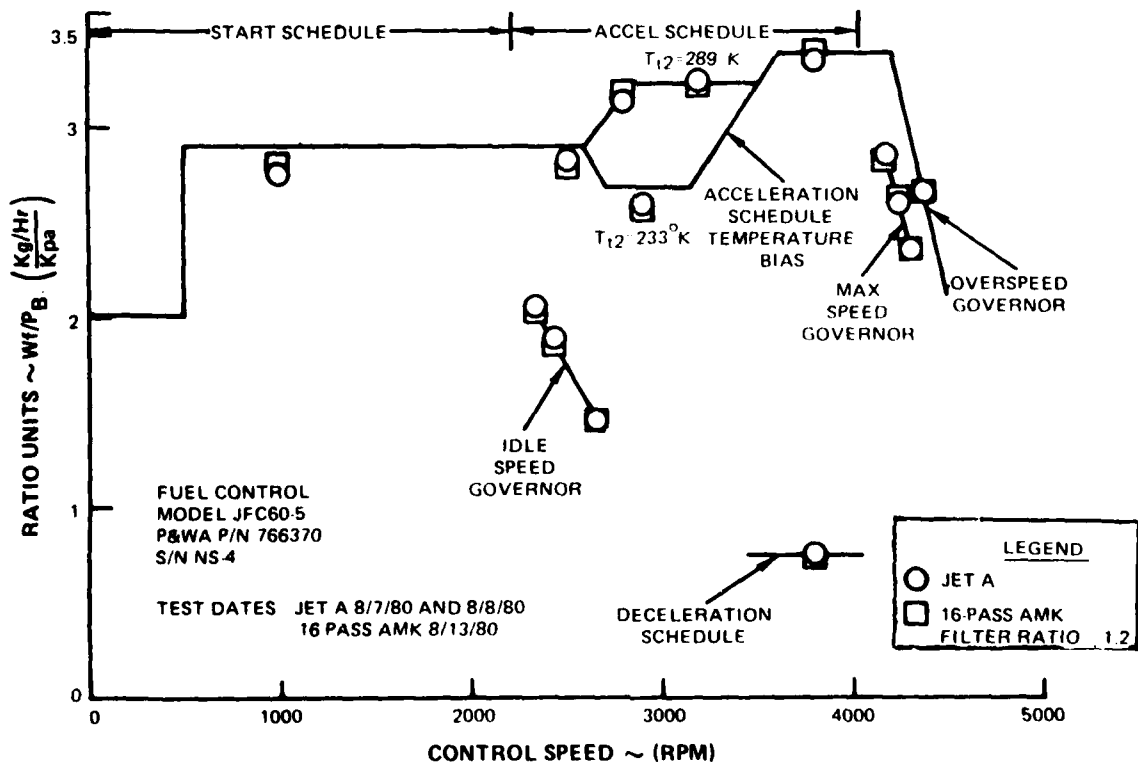 START SCHEDULE
ACCEL SCHEDULE
3.5
3
2
1
0
RATIO UNITS ~ Wf/PB (Kg/Hr / Kpa)
Tt2=289 K
Tt2=233°K
ACCELERATION
SCHEDULE
TEMPERATURE
BIAS
MAX
SPEED
GOVERNOR
OVERSPEED
GOVERNOR
IDLE
SPEED
GOVERNOR
FUEL CONTROL
MODEL JFC60-5
P&WA P/N 766370
S/N NS-4
TEST DATES JET A 8/7/80 AND 8/8/80
16 PASS AMK 8/13/80
DECELERATION
SCHEDULE
LEGEND
JET A
16-PASS AMK
FILTER RATIO 1.2
0 1000 2000 3000 4000 5000
CONTROL SPEED ~ (RPM)